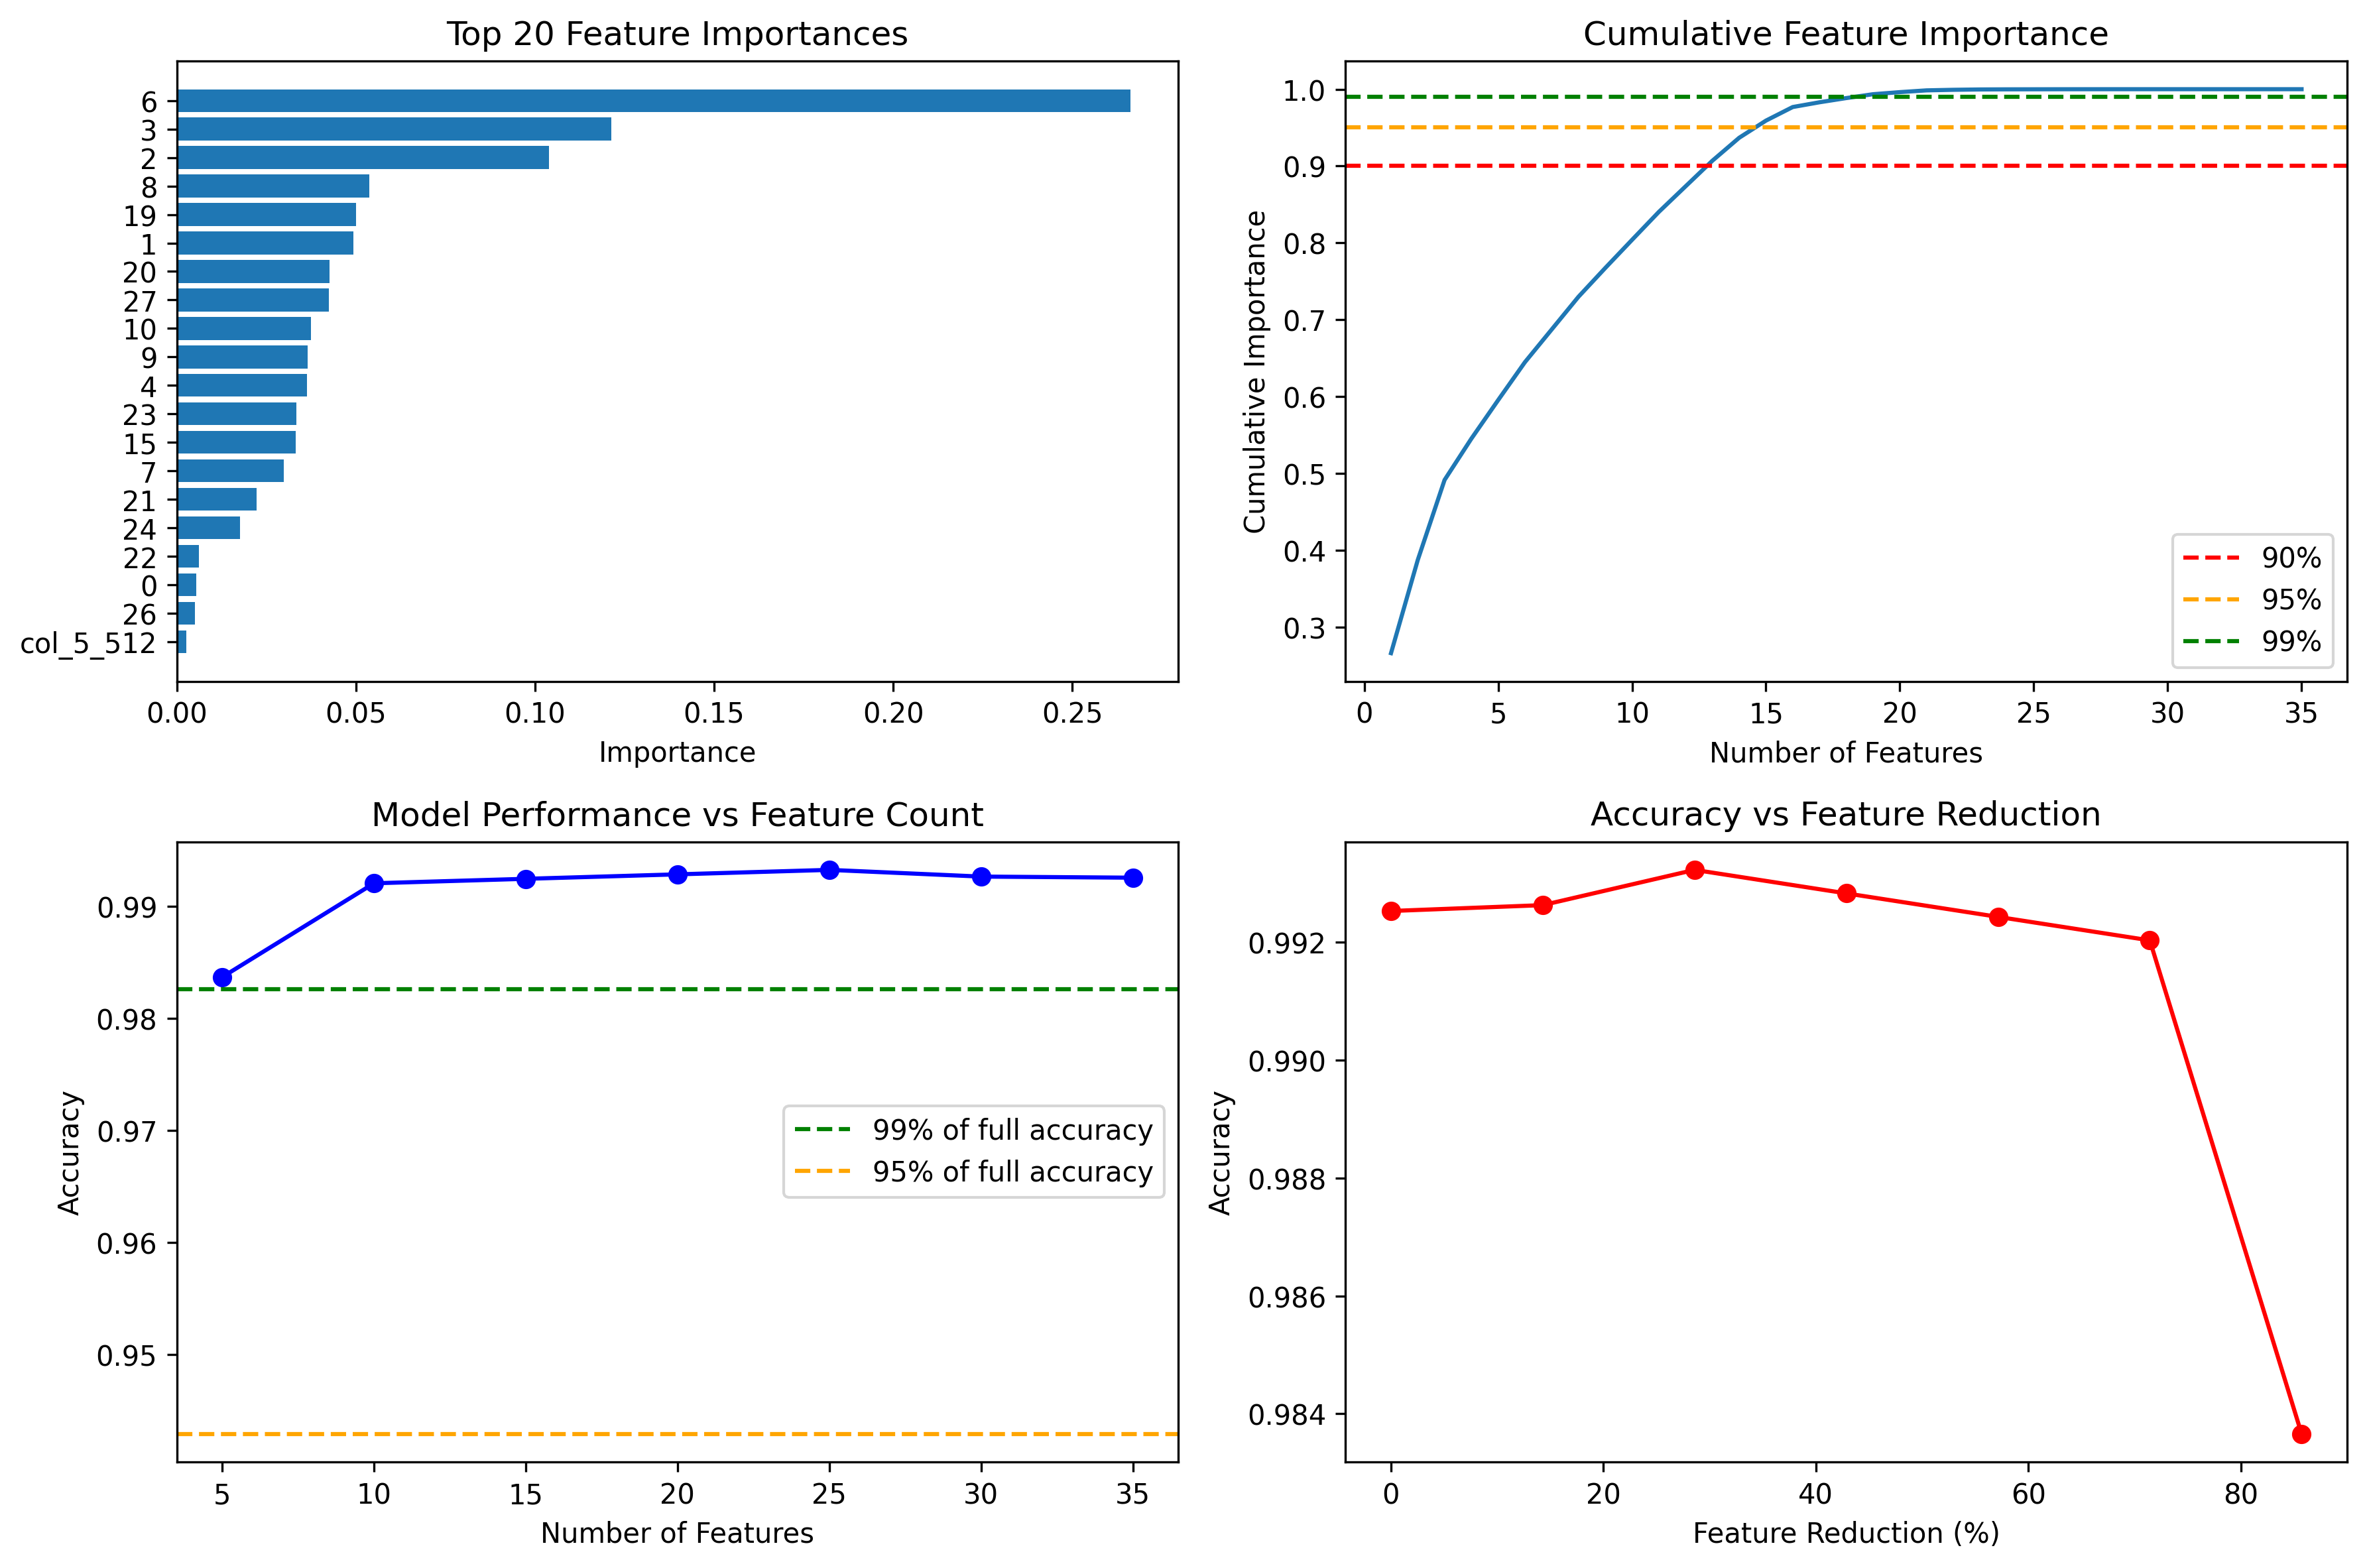 Top 20 Feature Importances
6
3
2
8
19
1
20
27
10
9
4
23
15
7
21
24
22
0
26
col_5_512
0.00 0.05 0.10 0.15 0.20 0.25
Importance
Cumulative Feature Importance
Cumulative Importance
1.0
0.9
0.8
0.7
0.6
0.5
0.4
0.3
90%
95%
99%
0 5 10 15 20 25 30 35
Number of Features
Model Performance vs Feature Count
Accuracy
0.99
0.98
0.97
0.96
0.95
99% of full accuracy
95% of full accuracy
5 10 15 20 25 30 35
Number of Features
Accuracy vs Feature Reduction
Accuracy
0.992
0.990
0.988
0.986
0.984
0 20 40 60 80
Feature Reduction (%)